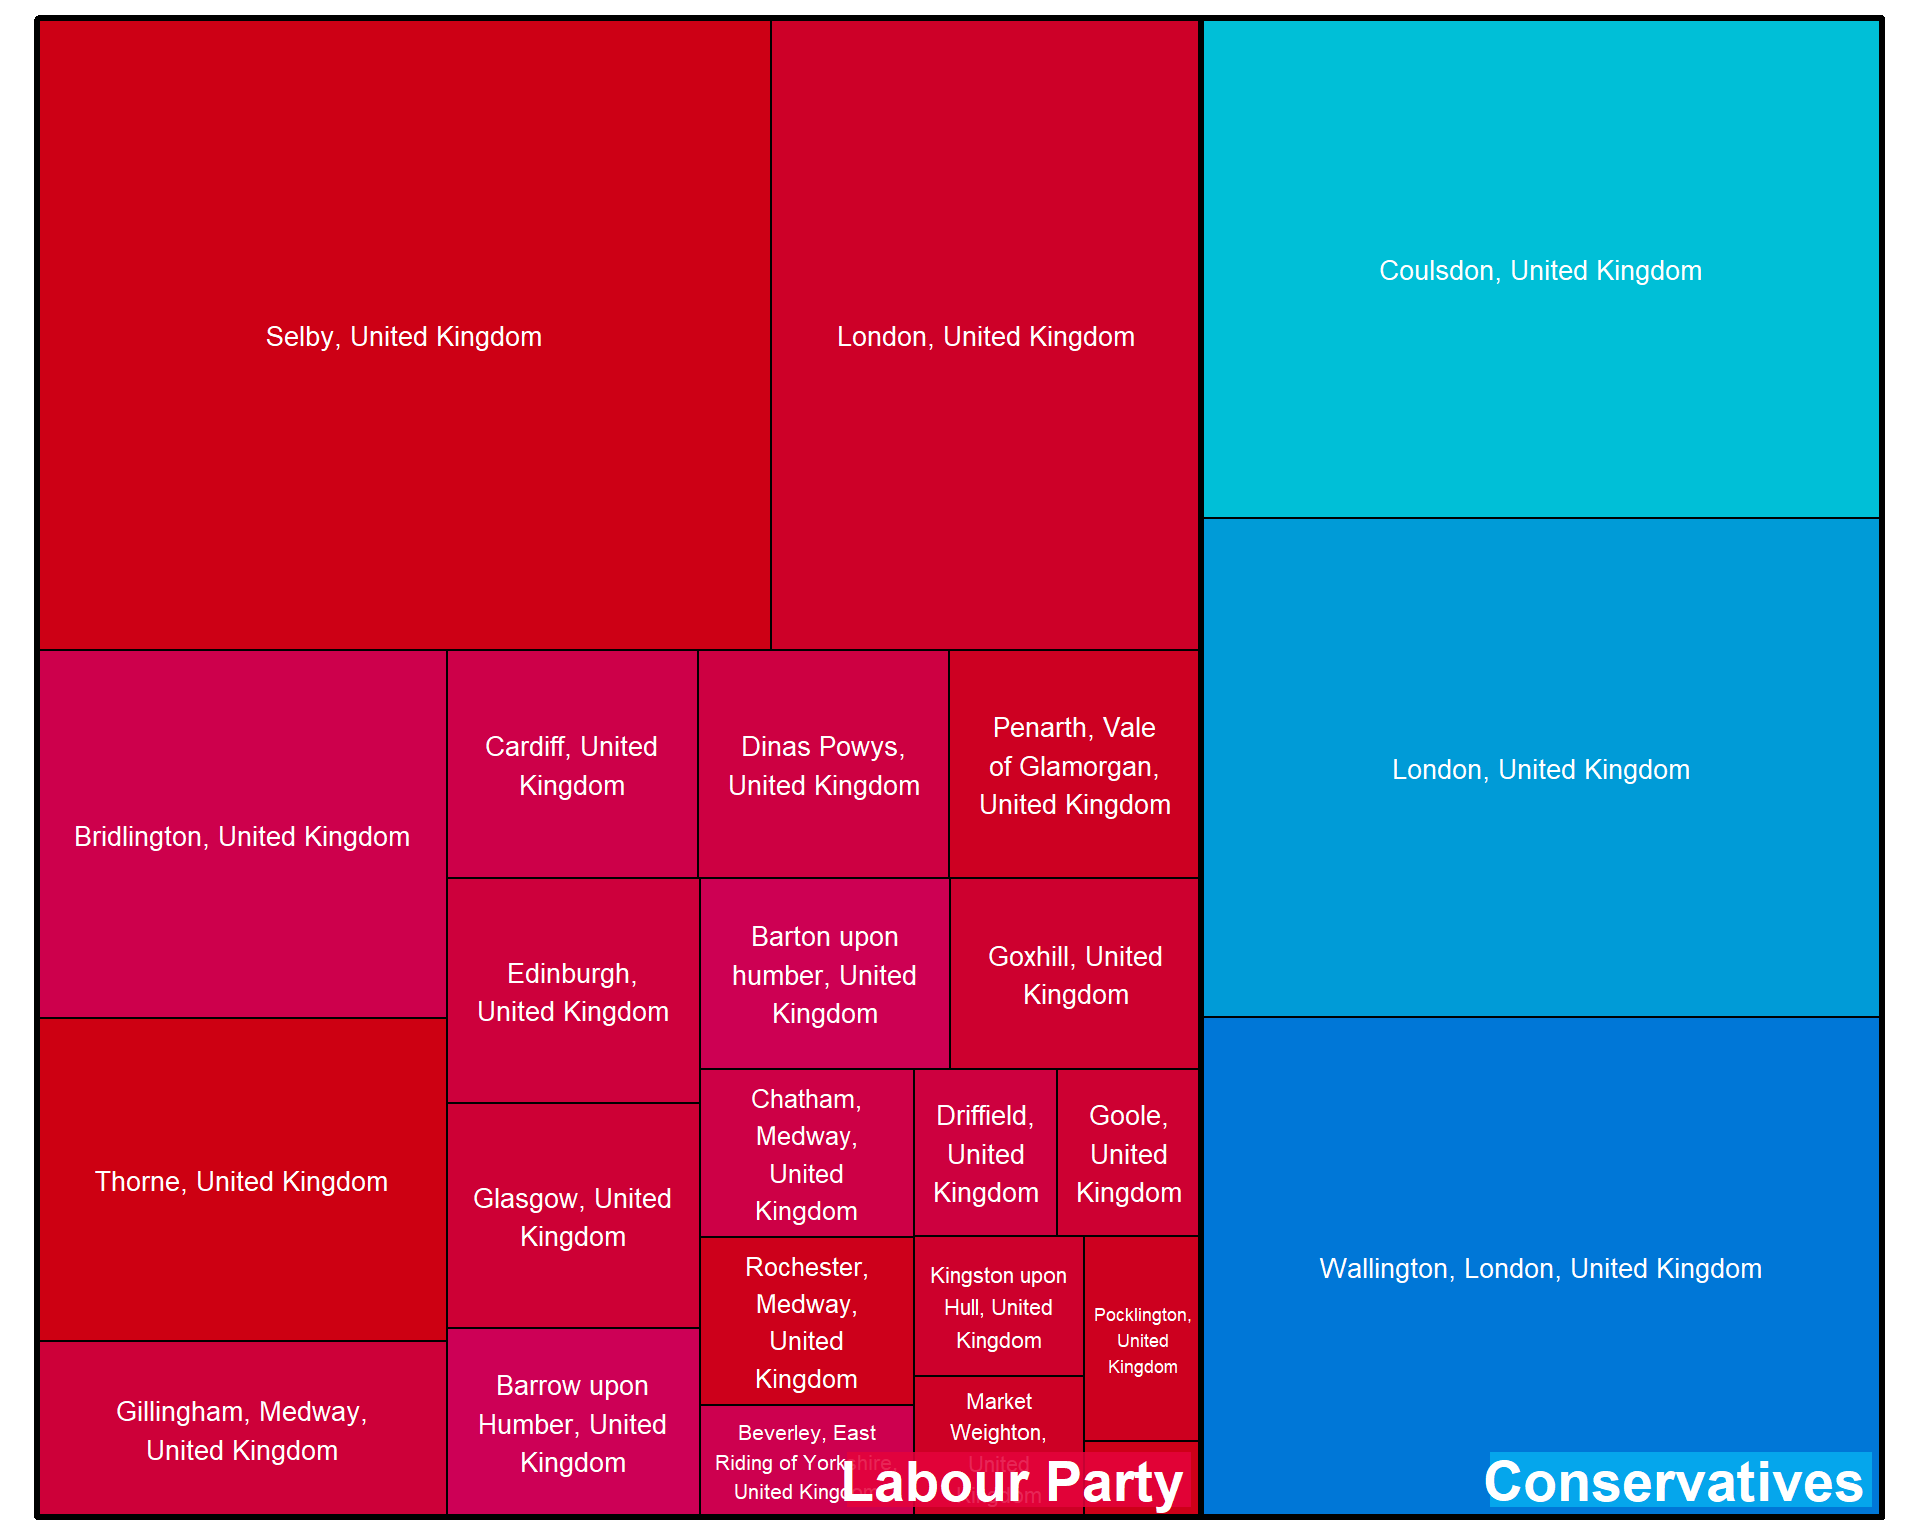 Selby, United Kingdom
London, United Kingdom
Coulsdon, United Kingdom
London, United Kingdom
Wallington, London, United Kingdom
Bridlington, United Kingdom
Cardiff, United
Kingdom
Dinas Powys,
United Kingdom
Penarth, Vale
of Glamorgan,
United Kingdom
Edinburgh,
United Kingdom
Barton upon
humber, United
Kingdom
Goxhill, United
Kingdom
Thorne, United Kingdom
Glasgow, United
Kingdom
Chatham,
Medway,
United
Kingdom
Driffield,
United
Kingdom
Goole,
United
Kingdom
Rochester,
Medway,
United
Kingdom
Kingston upon
Hull, United
Kingdom
Pocklington,
United
Kingdom
Gillingham, Medway,
United Kingdom
Barrow upon
Humber, United
Kingdom
Beverley, East
Riding of Yorkshire,
United Kingdom
Market
Weighton,
United
Kingdom
Labour Party
Conservatives